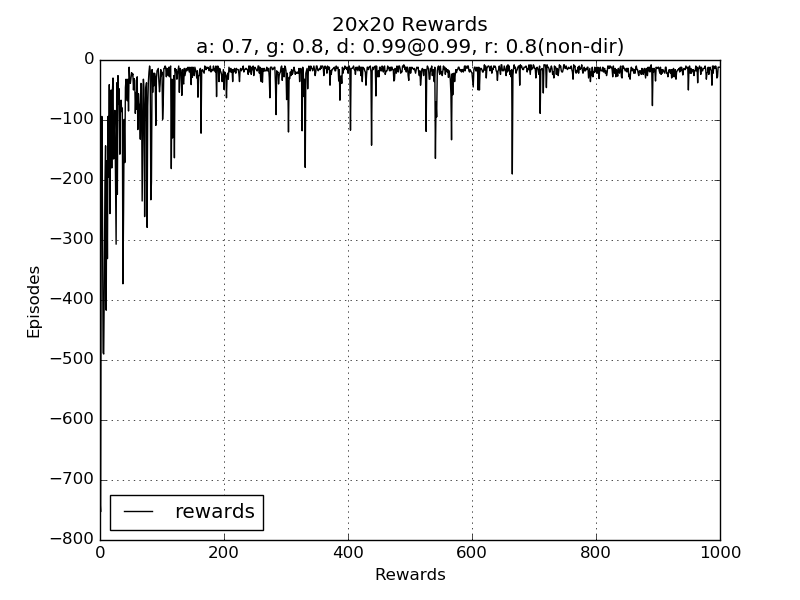 20x20 Rewards
a: 0.7, g: 0.8, d: 0.99@0.99, r: 0.8(non-dir)
0
−100
−200
−300
−400
−500
−600
−700
−800
Episodes
rewards
0 200 400 600 800 1000
Rewards